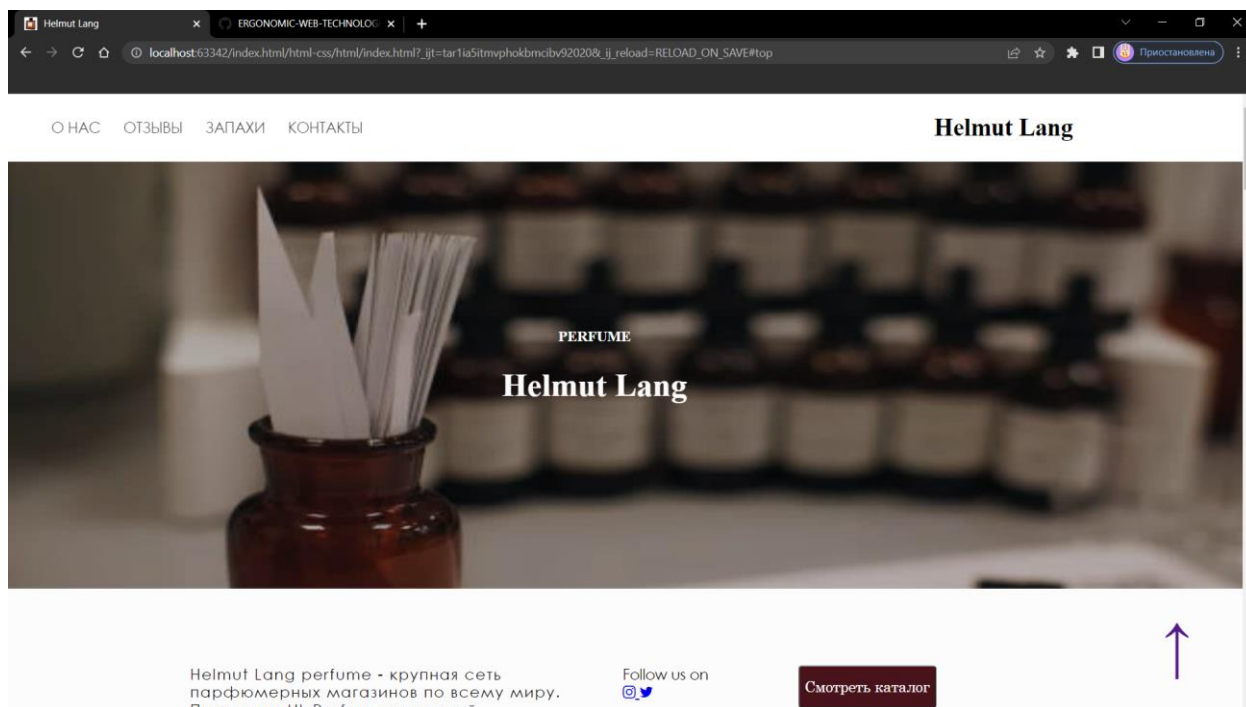 Helmut Lang
ERGONOMIC-WEB-TECHNOLOG
localhost:63342/index.html/html-css/html/index.html?_ijt=tar1ia5itmvphokbmcibv92020&_ij_reload=RELOAD_ON_SAVE#top
Приостановлена
О НАС ОТЗЫВЫ ЗАПАХИ КОНТАКТЫ
Helmut Lang
PERFUME
Helmut Lang
Helmut Lang perfume - крупная сеть
парфюмерных магазинов по всему миру.
Follow us on
Смотреть каталог